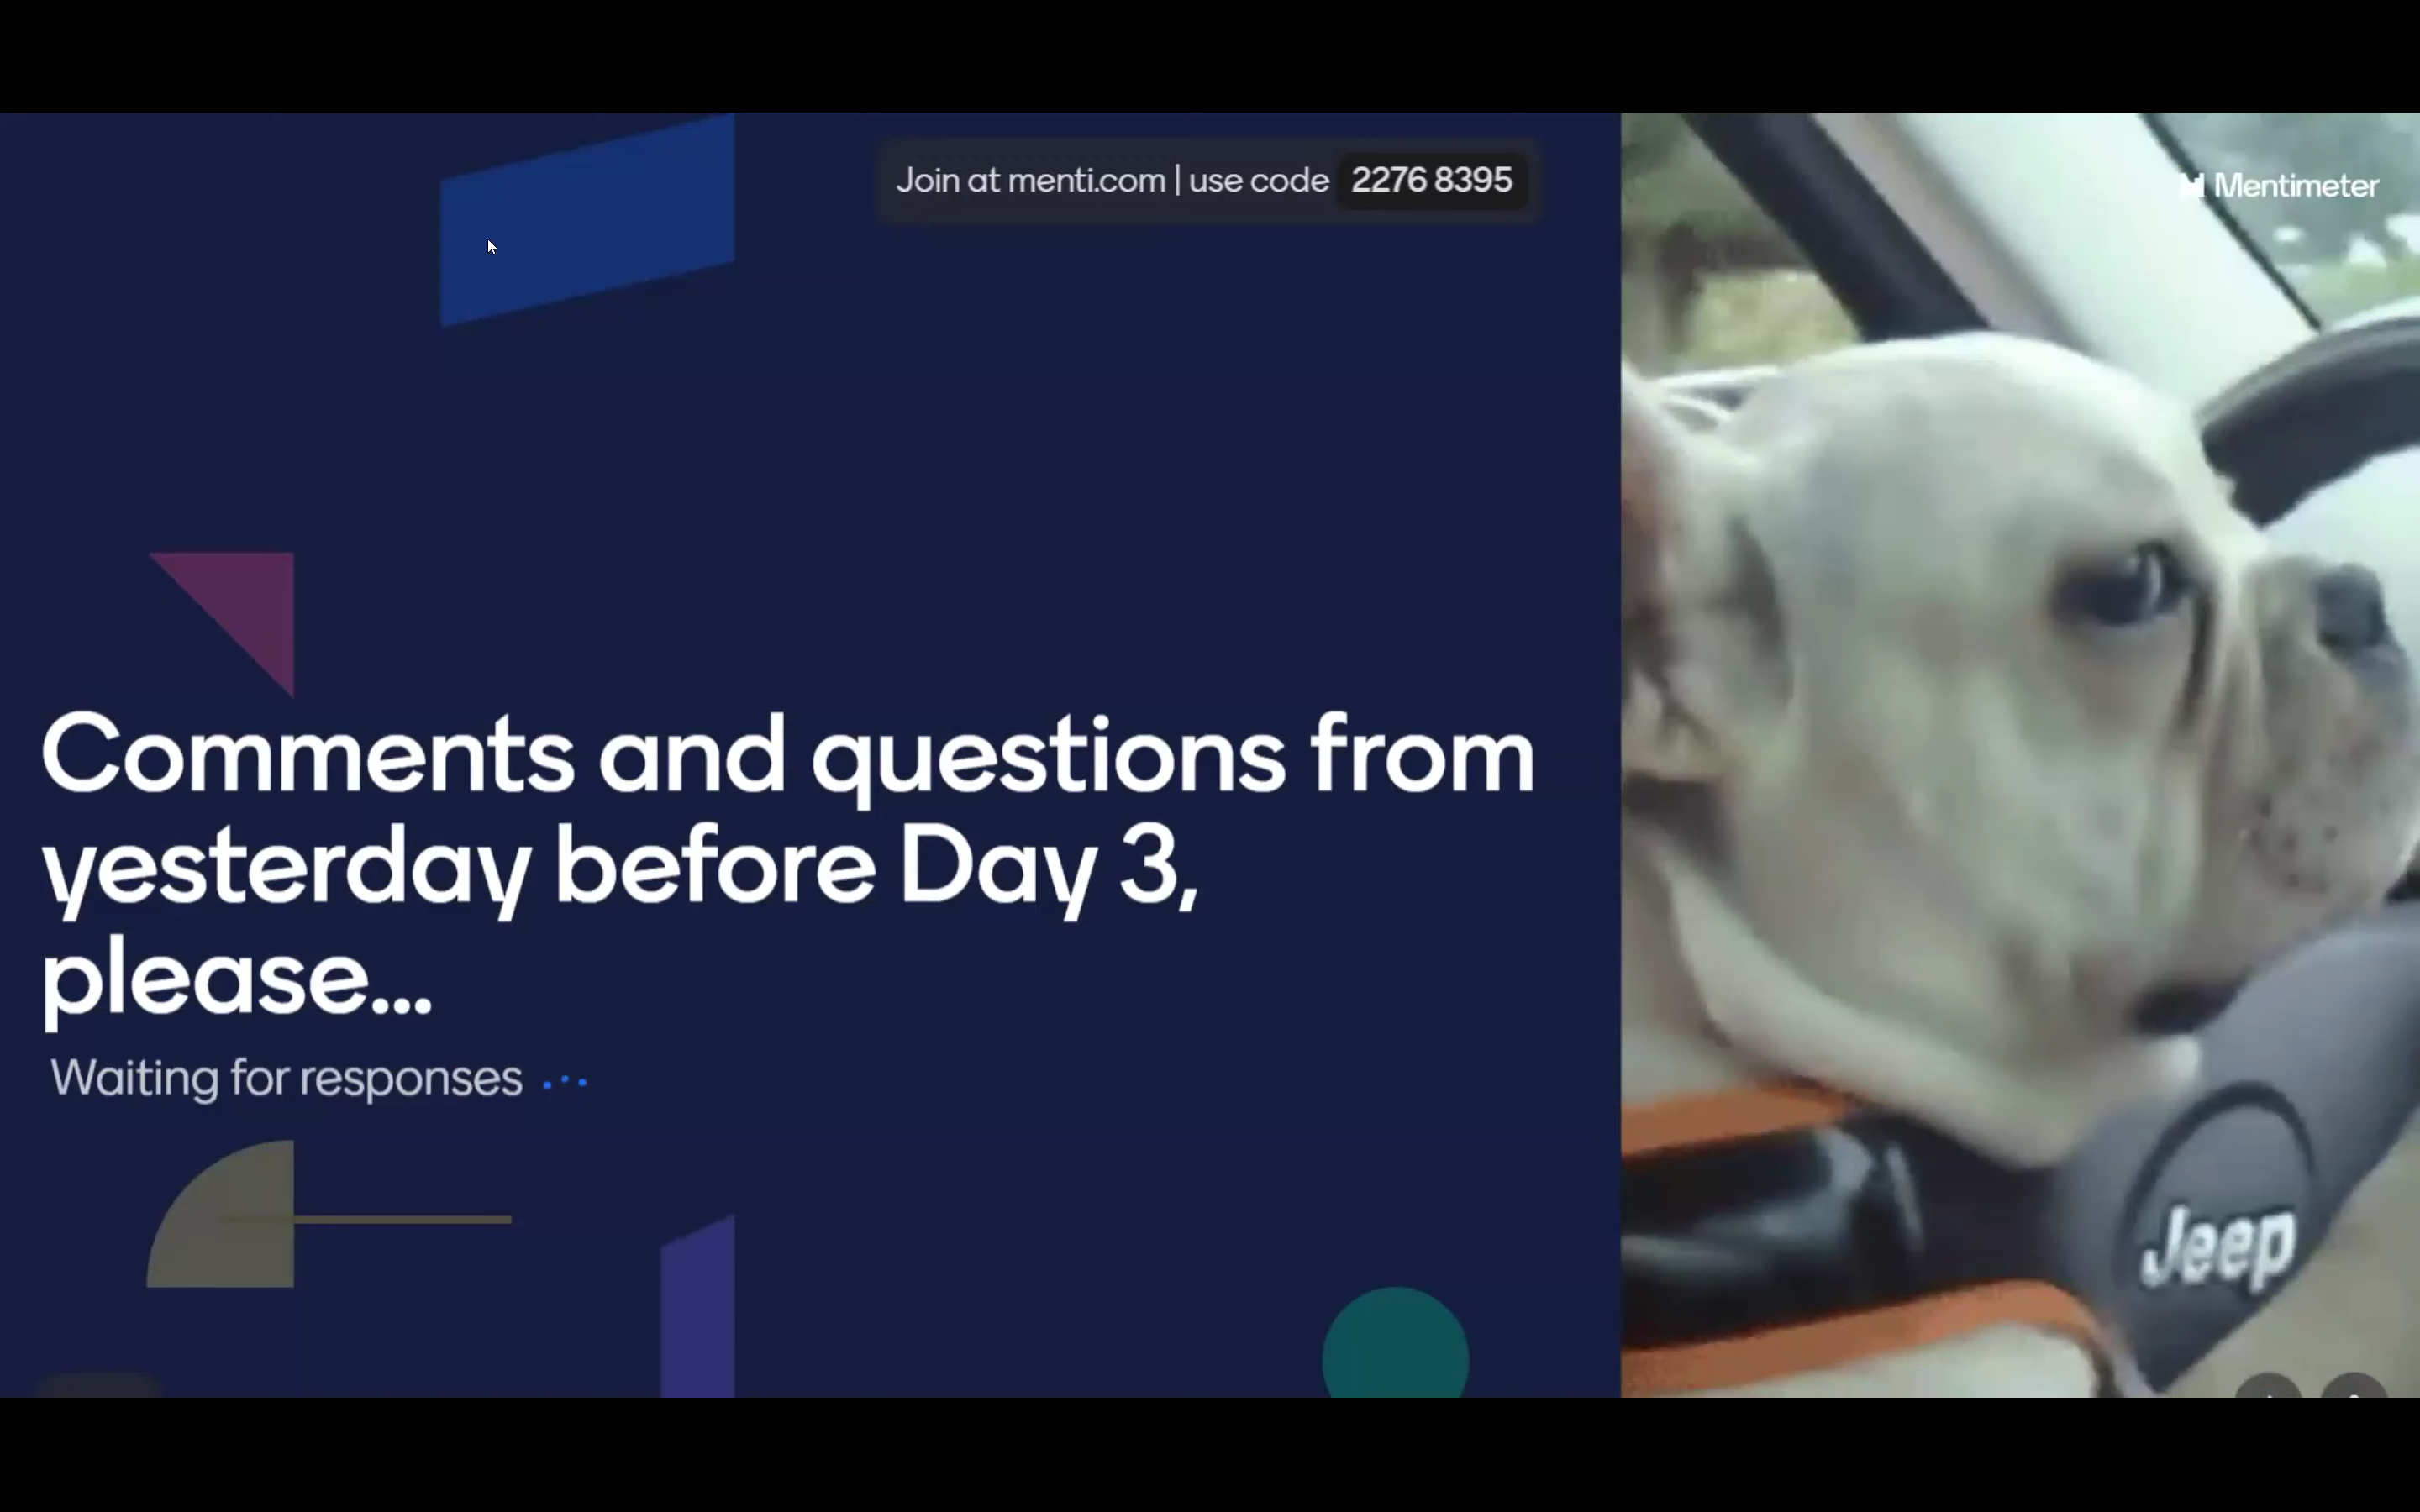 Join at menti.com | use code 2276 8395
Mentimeter
Comments and questions from
yesterday before Day 3,
please...
Waiting for responses
Jeep